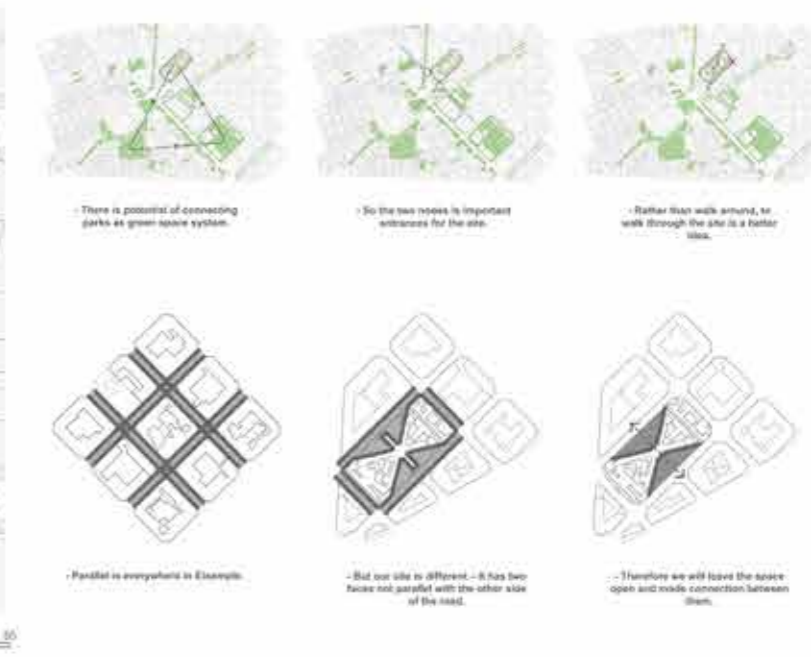 - There is potential of connecting
parks as green space system.
- So the two nodes is important
entrances for the site.
- Rather than walk around, to
walk through the site is a better
idea.
- Parallel is everywhere in Eixample.
- But our site is different - it has two
faces not parallel with the other side
of the road.
- Therefore we will leave the space
open and made connection between
them.